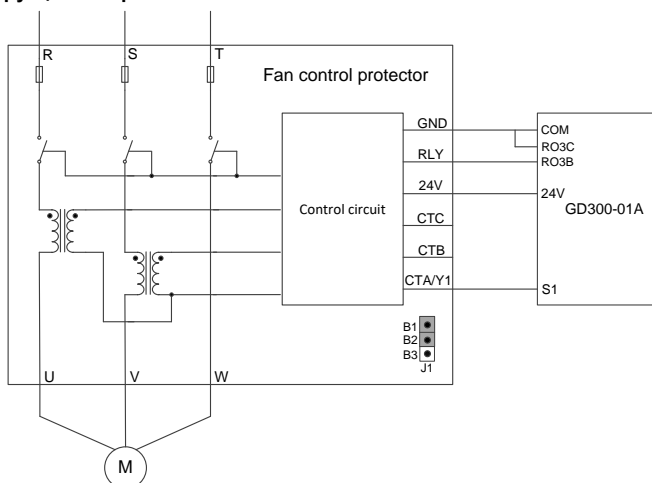 R S T
Fan control protector
GND
COM
RO3C
RLY
RO3B
24V
24V
GD300-01A
Control circuit
CTC
CTB
CTA/Y1
S1
B1
B2
B3
J1
U V W
M